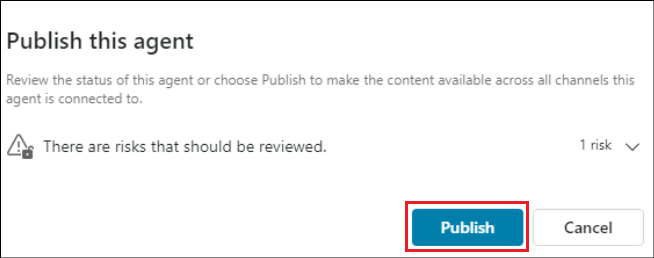 Publish this agent
Review the status of this agent or choose Publish to make the content available across all channels this
agent is connected to.
There are risks that should be reviewed. 1 risk
Publish Cancel